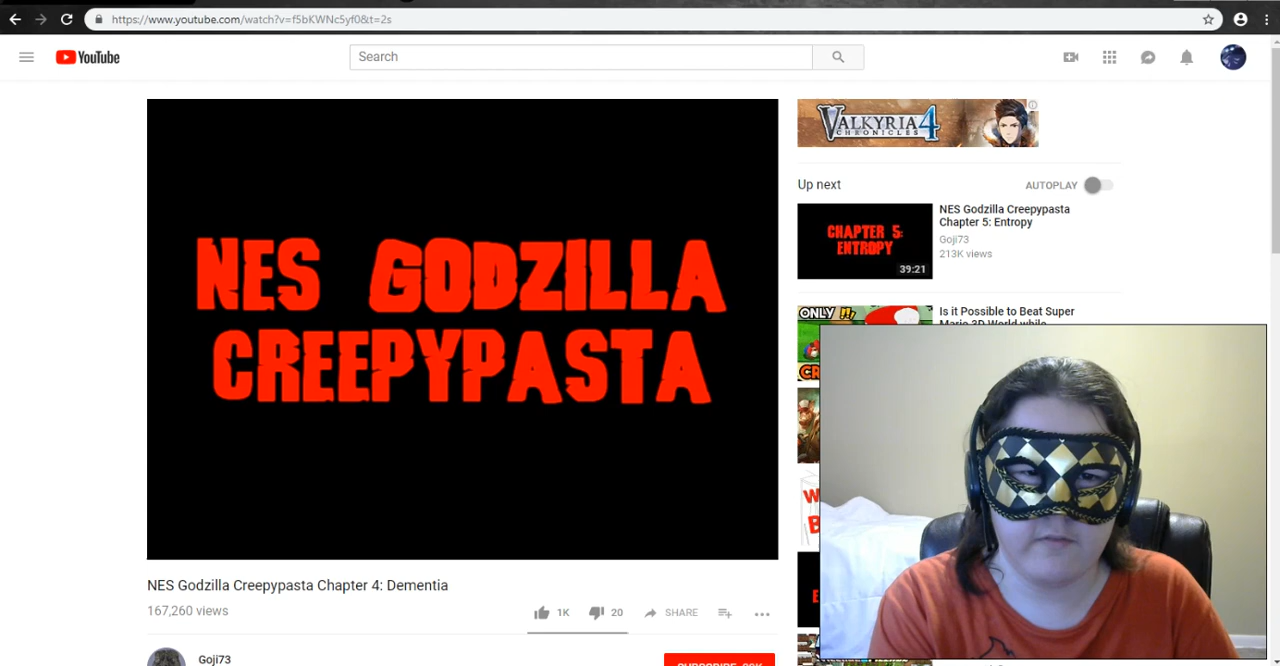 https://www.youtube.com/watch?v=f5bKWNc5yf0&t=2s
YouTube
Search
NES GODZILLA
CREEPYPASTA
NES Godzilla Creepypasta Chapter 4: Dementia
167,260 views
1K
20
SHARE
Goji73
VALKYRIA
CHRONICLES 4
Up next
AUTOPLAY
CHAPTER 5:
ENTROPY
39:21
NES Godzilla Creepypasta
Chapter 5: Entropy
Goji73
213K views
ONLY !!
Is it Possible to Beat Super
Mario 3D World while